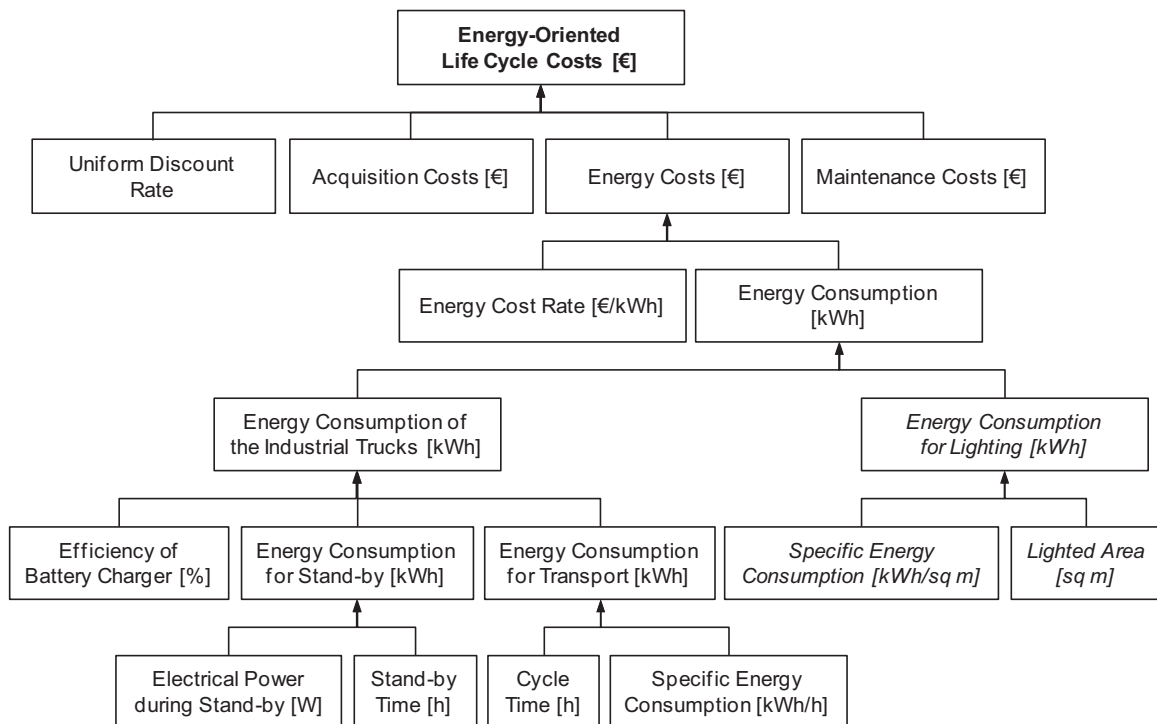 Energy-Oriented
Life Cycle Costs [€]
Uniform Discount
Rate
Acquisition Costs [€]
Energy Costs [€]
Maintenance Costs [€]
Energy Cost Rate [€/kWh]
Energy Consumption
[kWh]
Energy Consumption of
the Industrial Trucks [kWh]
Energy Consumption
for Lighting [kWh]
Efficiency of
Battery Charger [%]
Energy Consumption
for Stand-by [kWh]
Energy Consumption
for Transport [kWh]
Specific Energy
Consumption [kWh/sq m]
Lighted Area
[sq m]
Electrical Power
during Stand-by [W]
Stand-by
Time [h]
Cycle
Time [h]
Specific Energy
Consumption [kWh/h]